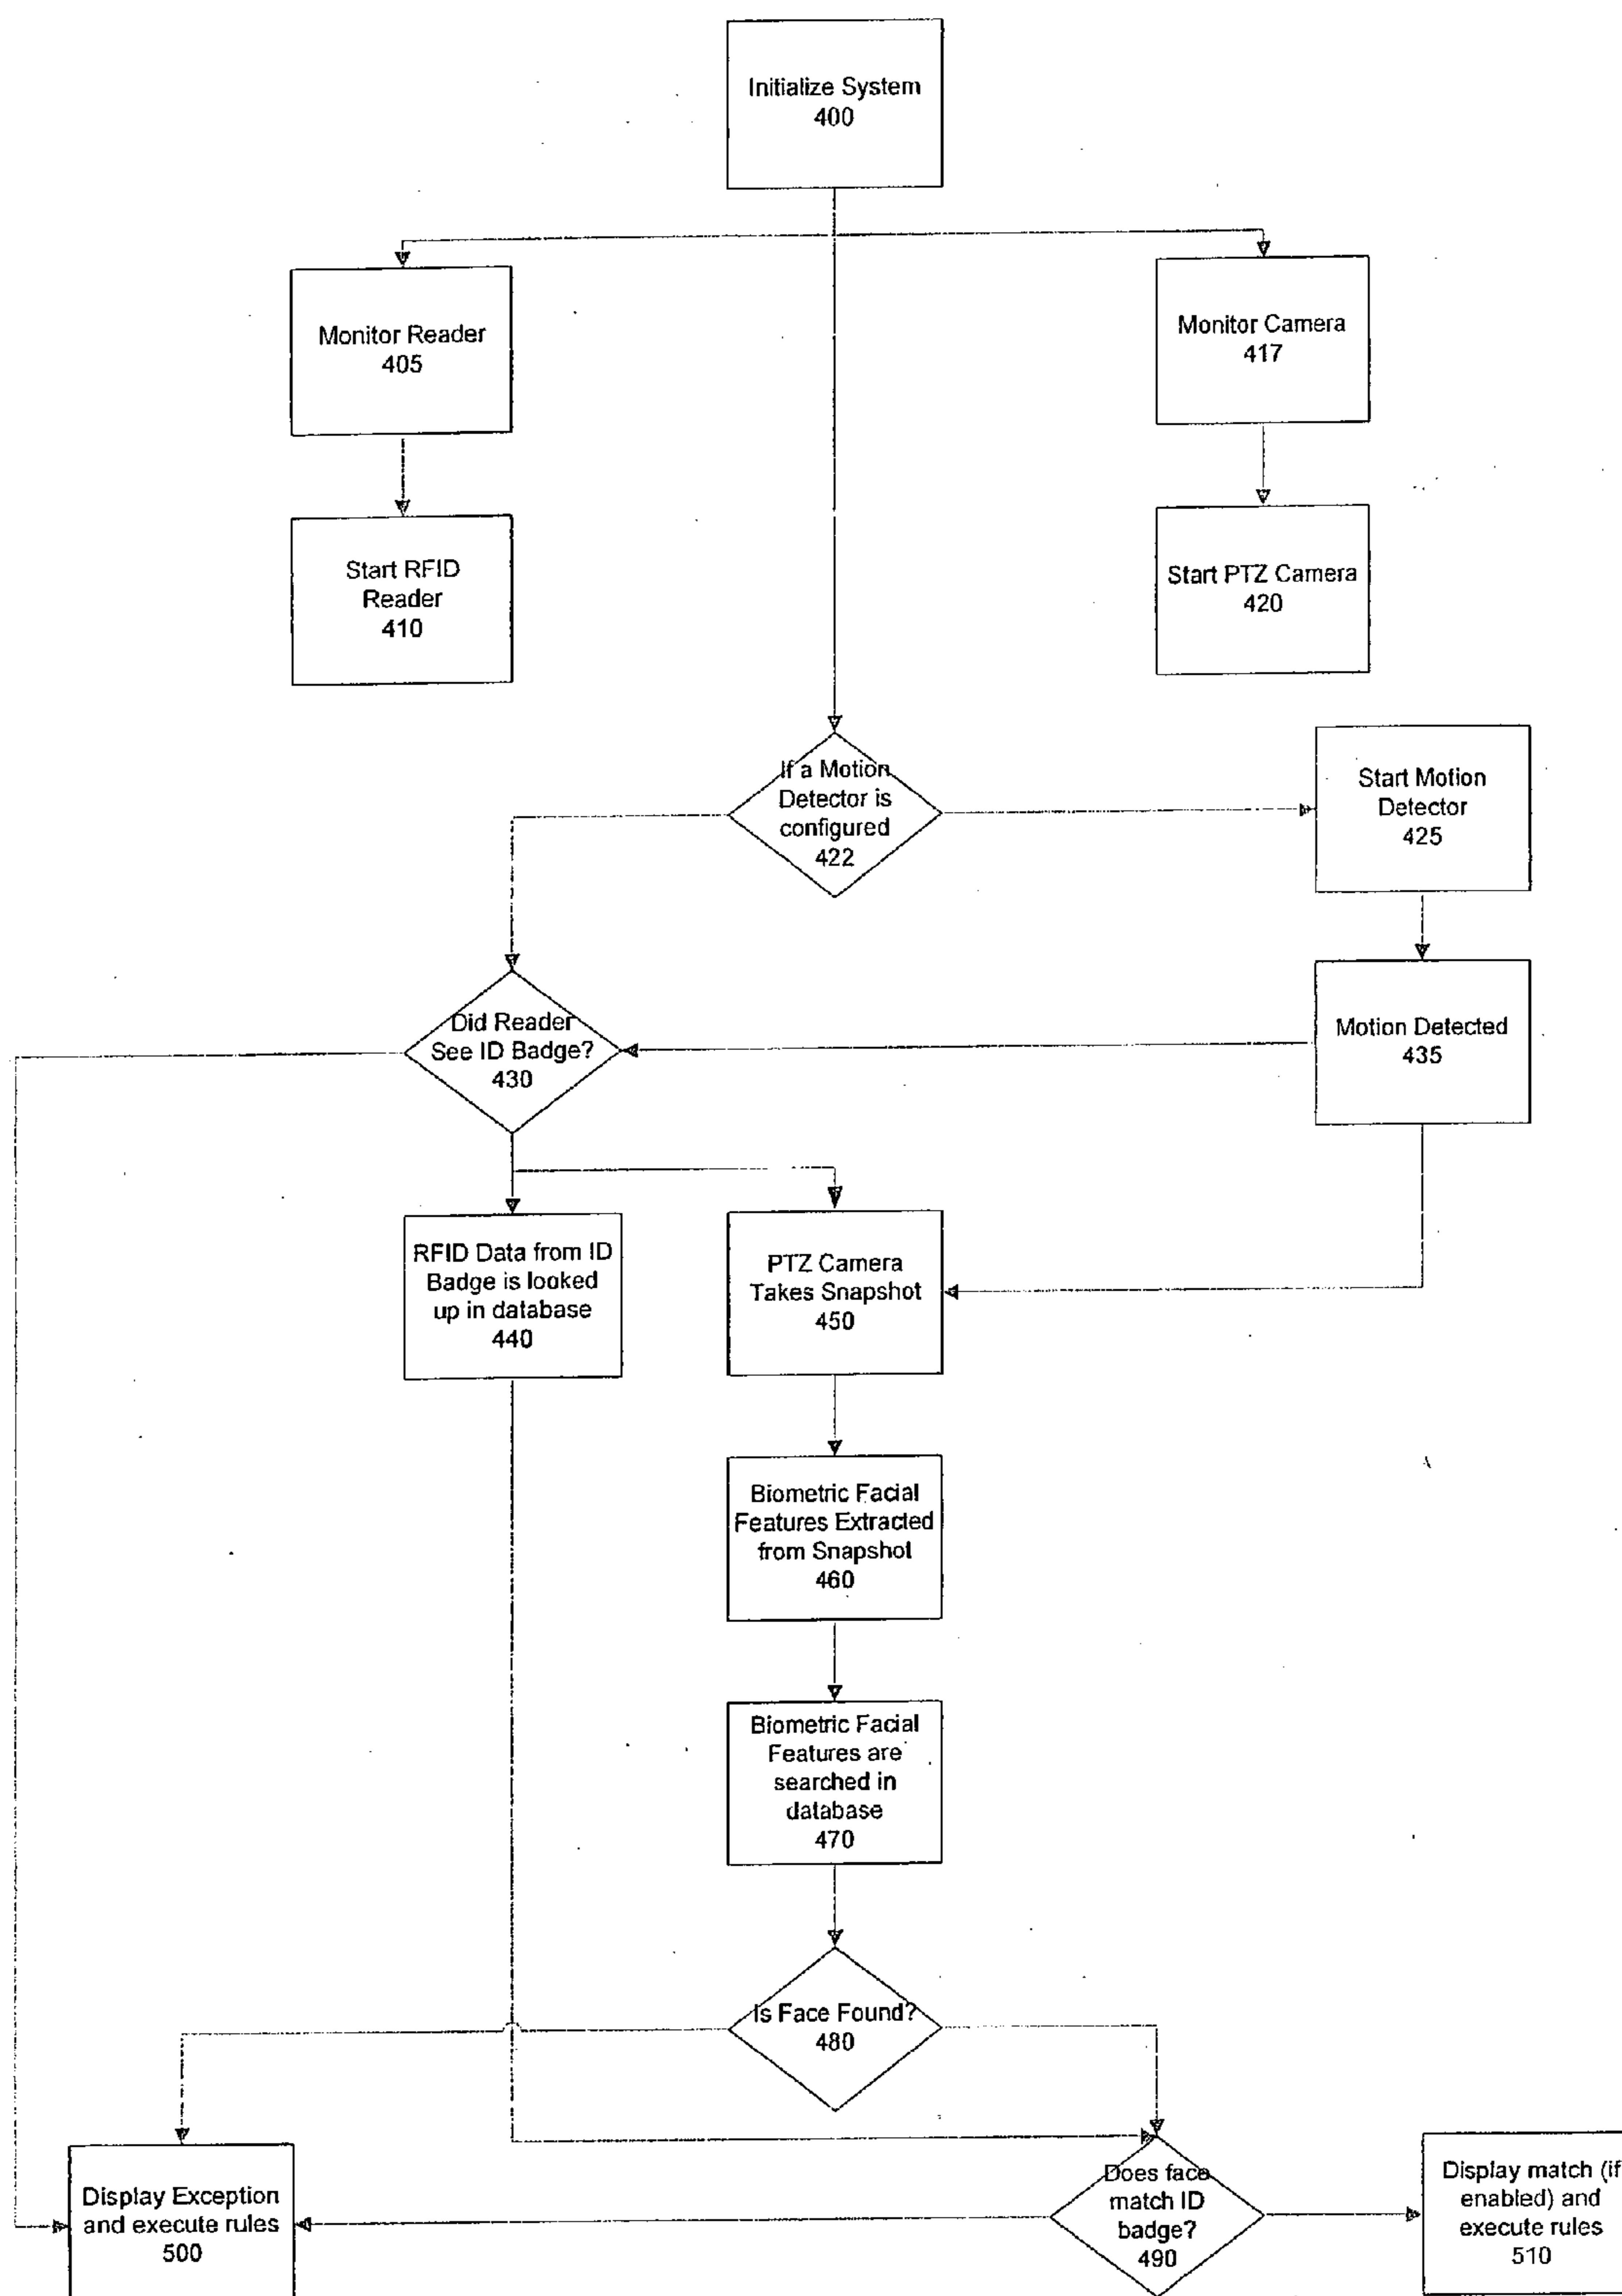 Initialize System
400
Monitor Reader
405
Monitor Camera
417
Start RFID
Reader
410
Start PTZ Camera
420
If a Motion
Detector is
configured
422
Start Motion
Detector
425
Did Reader
See ID Badge?
430
Motion Detected
435
RFID Data from ID
Badge is looked
up in database
440
PTZ Camera
Takes Snapshot
450
Biometric Facial
Features Extracted
from Snapshot
460
Biometric Facial
Features are
searched in
database
470
Is Face Found?
480
Display Exception
and execute rules
500
Does face
match ID
badge?
490
Display match (if
enabled) and
execute rules
510